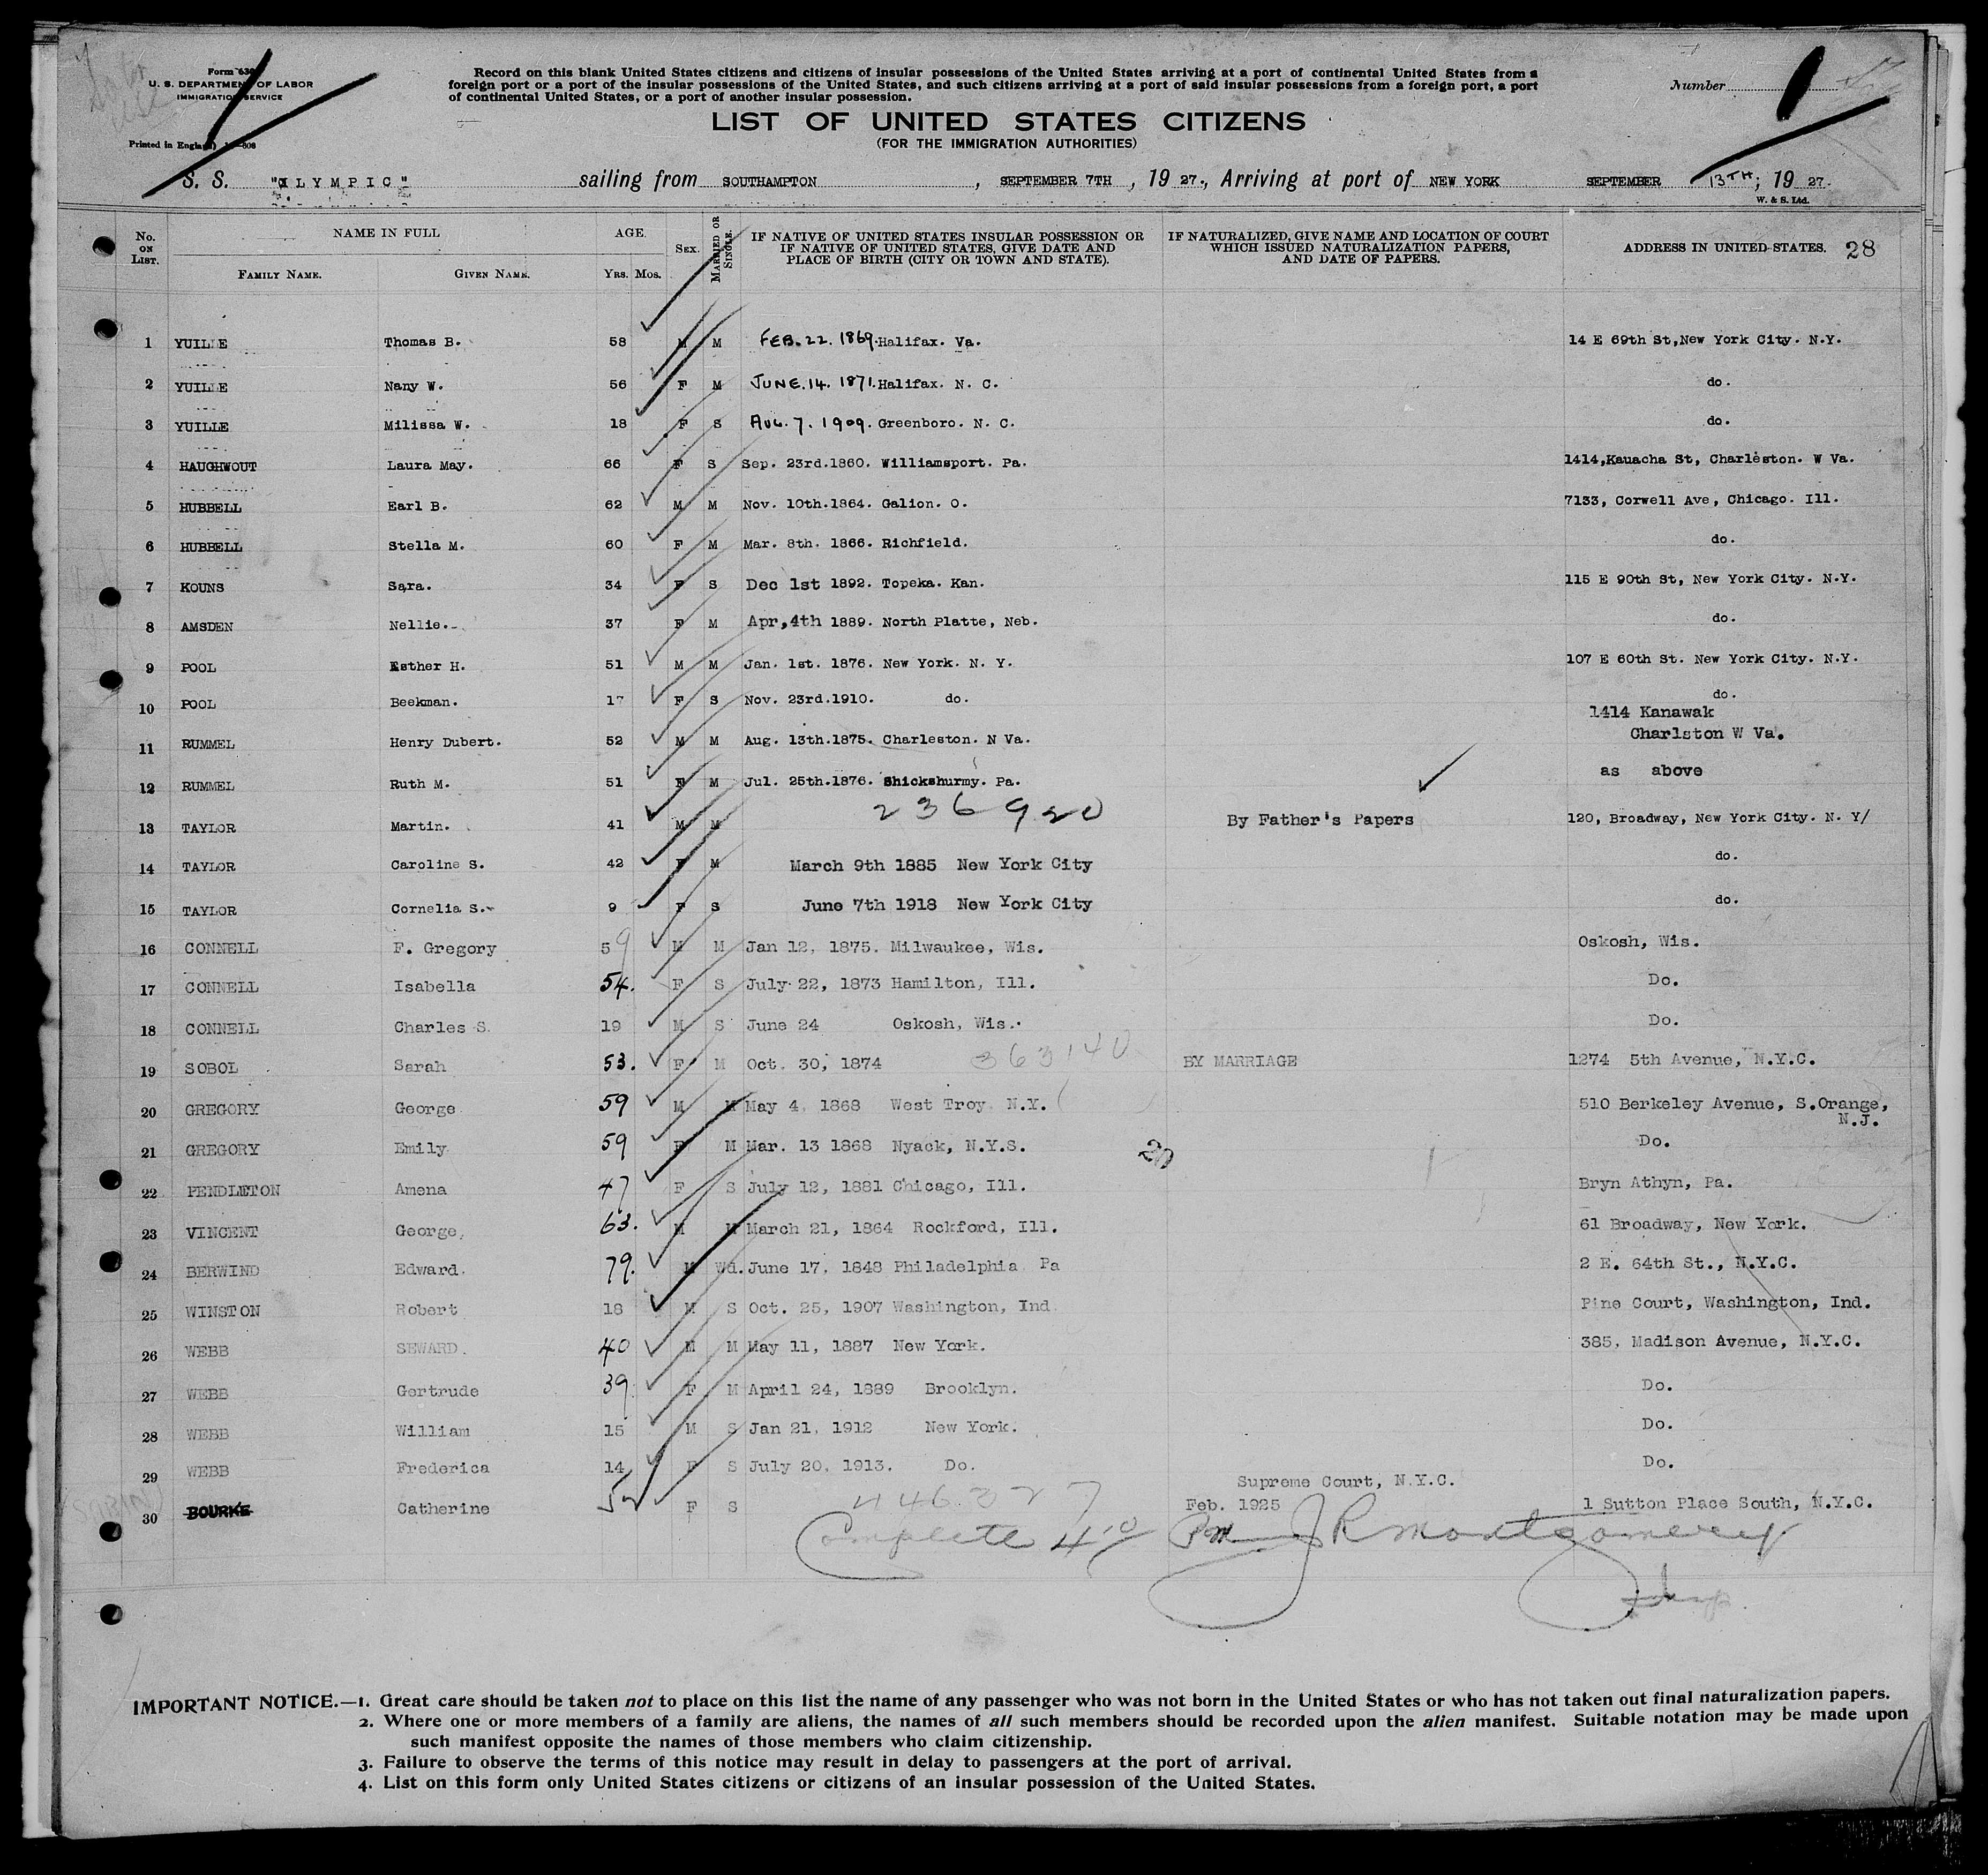 Form 630
U. S. DEPARTMENT OF LABOR
IMMIGRATION SERVICE
Printed in England
Record on this blank United States citizens and citizens of insular possessions of the United States arriving at a port of continental United States from a
foreign port or a port of the insular possessions of the United States, and such citizens arriving at a port of said insular possessions from a foreign port, a port
of continental United States, or a port of another insular possession.
Number 1
LIST OF UNITED STATES CITIZENS
(FOR THE IMMIGRATION AUTHORITIES)
S. S. "OLYMPIC" sailing from SOUTHAMPTON, SEPTEMBER 7TH, 1927., Arriving at port of NEW YORK SEPTEMBER 13TH, 1927.
W. & S. Ltd.
No. ON LIST. NAME IN FULL FAMILY NAME. GIVEN NAME. AGE. YRS. MOS. SEX. MARRIED OR SINGLE. IF NATIVE OF UNITED STATES INSULAR POSSESSION OR IF NATIVE OF UNITED STATES, GIVE DATE AND PLACE OF BIRTH (CITY OR TOWN AND STATE). IF NATURALIZED, GIVE NAME AND LOCATION OF COURT WHICH ISSUED NATURALIZATION PAPERS, AND DATE OF PAPERS. ADDRESS IN UNITED STATES. 28
1 YUILLE Thomas B. 58 M M FEB. 22. 1869. Halifax. Va. 14 E 69th St, New York City. N.Y.
2 YUILLE Nany W. 56 F M JUNE. 14. 1871. Halifax. N. C. do.
3 YUILLE Milissa W. 18 F S AUG. 7. 1909. Greenboro. N. C. do.
4 HAUGHWOUT Laura May. 66 F S Sep. 23rd.1860. Williamsport. Pa. 1414,Kauacha St, Charleston. W Va.
5 HUBBELL Earl B. 62 M M Nov. 10th.1864. Galion. O. 7133, Corwell Ave, Chicago. Ill.
6 HUBBELL Stella M. 60 F M Mar. 8th. 1866. Richfield. do.
7 KOUNS Sara. 34 F S Dec 1st 1892. Topeka. Kan. 115 E 90th St, New York City. N.Y.
8 AMSDEN Nellie. 37 F M Apr,4th 1889. North Platte, Neb. do.
9 POOL Esther H. 51 M M Jan. 1st. 1876. New York. N. Y. 107 E 60th St. New York City. N.Y.
10 POOL Beekman. 17 F S Nov. 23rd.1910. do. do.
11 RUMMEL Henry Dubert. 52 M M Aug. 13th.1875. Charleston. N Va. 1414 Kanawak
Charlston W Va.
12 RUMMEL Ruth M. 51 F M Jul. 25th.1876. Shickshurmy. Pa. as above
236920
13 TAYLOR Martin. 41 M M By Father's Papers 120, Broadway, New York City. N. Y/
14 TAYLOR Caroline S. 42 F M March 9th 1885 New York City do.
15 TAYLOR Cornelia S. 9 F S June 7th 1918 New York City do.
16 CONNELL F. Gregory 59 M M Jan 12, 1875. Milwaukee, Wis. Oskosh, Wis.
17 CONNELL Isabella 54. F S July 22, 1873 Hamilton, Ill. Do.
18 CONNELL Charles S. 19 M S June 24 Oskosh, Wis. Do.
19 SOBOL Sarah 53. F M Oct. 30, 1874 363140 BY MARRIAGE 1274 5th Avenue, N.Y.C.
20 GREGORY George 59 M M May 4, 1868 West Troy N.Y. 510 Berkeley Avenue, S.Orange,
N.J.
21 GREGORY Emily 59 F M Mar. 13 1868 Nyack, N.Y.S. Do.
22 PENDLETON Amena 47 F S July 12, 1881 Chicago, Ill. Bryn Athyn, Pa.
23 VINCENT George, 63. M M March 21, 1864 Rockford, Ill. 61 Broadway, New York.
24 BERWIND Edward. 79. M Wd. June 17, 1848 Philadelphia Pa 2 E. 64th St., N.Y.C.
25 WINSTON Robert 18 M S Oct. 25, 1907 Washington, Ind. Pine Court, Washington, Ind.
26 WEBB SEWARD. 40 M M May 11, 1887 New York. 385, Madison Avenue, N.Y.C.
27 WEBB Gertrude 39 F M April 24, 1889 Brooklyn. Do.
28 WEBB William 15 M S Jan 21, 1912 New York. Do.
29 WEBB Frederica 14 F S July 20, 1913. Do. Do.
Supreme Court, N.Y.C.
30 BOURKE Catherine F S Feb. 1925 1 Sutton Place South, N.Y.C.
Complete J R Montgomery
IMPORTANT NOTICE.—1. Great care should be taken not to place on this list the name of any passenger who was not born in the United States or who has not taken out final naturalization papers.
2. Where one or more members of a family are aliens, the names of all such members should be recorded upon the alien manifest. Suitable notation may be made upon
such manifest opposite the names of those members who claim citizenship.
3. Failure to observe the terms of this notice may result in delay to passengers at the port of arrival.
4. List on this form only United States citizens or citizens of an insular possession of the United States.